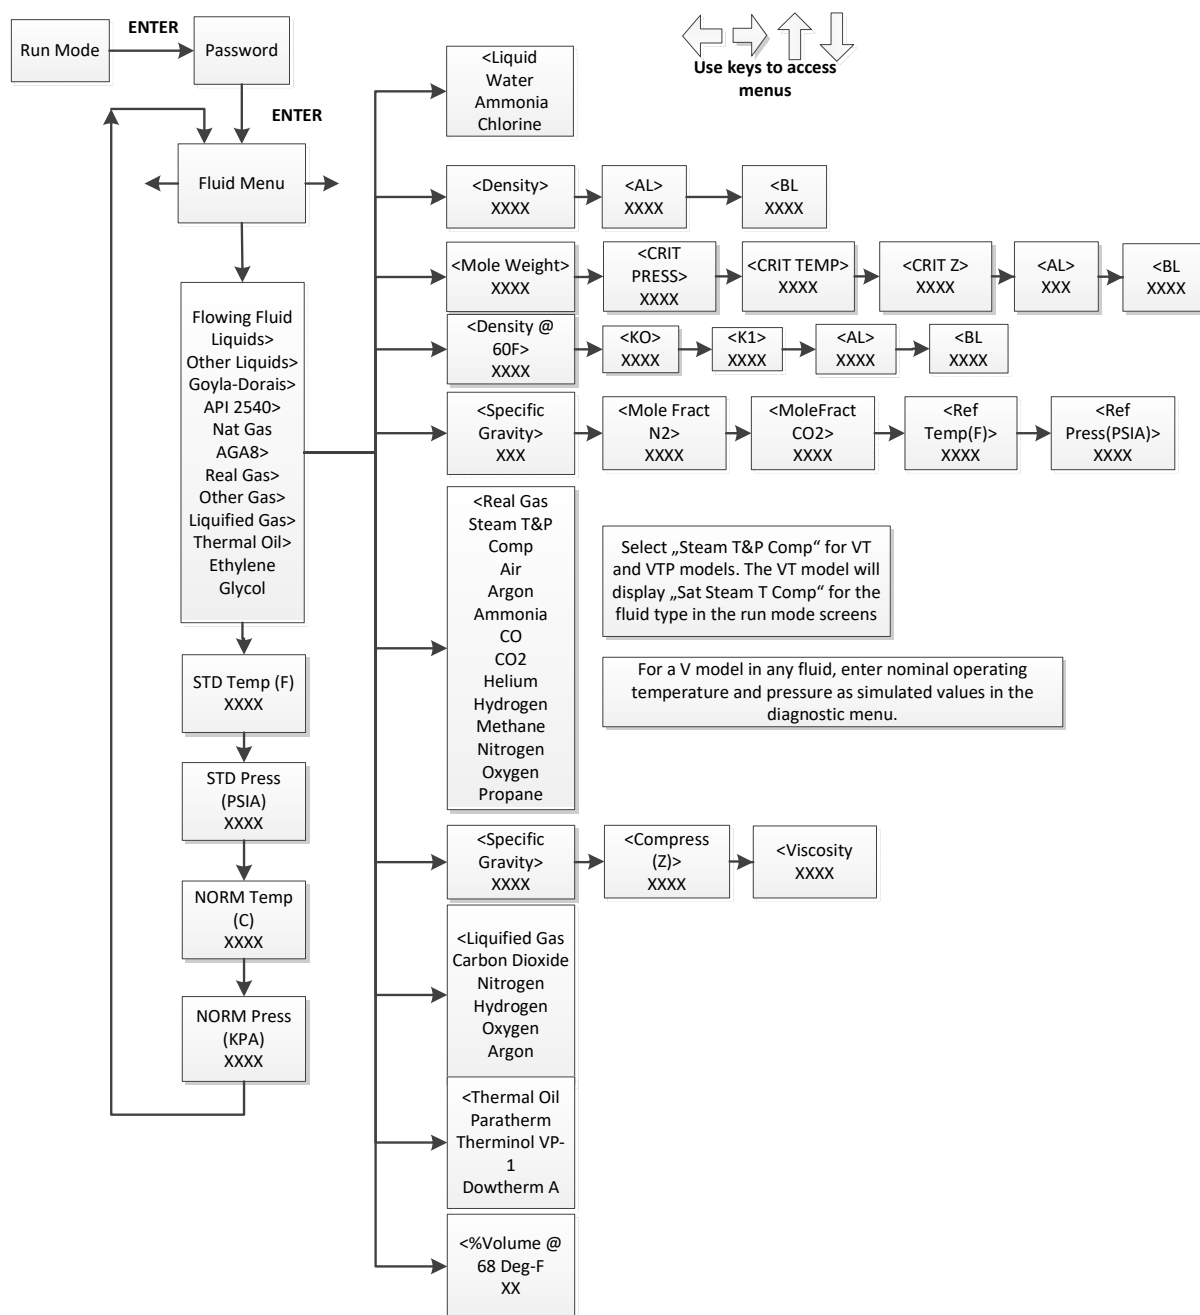 Run Mode
ENTER
Password
ENTER
Use keys to access
menus
Fluid Menu
Flowing Fluid
Liquids>
Other Liquids>
Goyla-Dorais>
API 2540>
Nat Gas
AGA8>
Real Gas>
Other Gas>
Liquified Gas>
Thermal Oil>
Ethylene
Glycol
STD Temp (F)
XXXX
STD Press
(PSIA)
XXXX
NORM Temp
(C)
XXXX
NORM Press
(KPA)
XXXX
<Liquid
Water
Ammonia
Chlorine
<Density>
XXXX
<AL>
XXXX
<BL
XXXX
<Mole Weight>
XXXX
<CRIT
PRESS>
XXXX
<CRIT TEMP>
XXXX
<CRIT Z>
XXXX
<AL>
XXX
<BL
XXXX
<Density @
60F>
XXXX
<KO>
XXXX
<K1>
XXXX
<AL>
XXXX
<BL
XXXX
<Specific
Gravity>
XXX
<Mole Fract
N2>
XXXX
<MoleFract
CO2>
XXXX
<Ref
Temp(F)>
XXXX
<Ref
Press(PSIA)>
XXXX
<Real Gas
Steam T&P
Comp
Air
Argon
Ammonia
CO
CO2
Helium
Hydrogen
Methane
Nitrogen
Oxygen
Propane
Select „Steam T&P Comp“ for VT
and VTP models. The VT model will
display „Sat Steam T Comp“ for the
fluid type in the run mode screens
For a V model in any fluid, enter nominal operating
temperature and pressure as simulated values in the
diagnostic menu.
<Specific
Gravity>
XXXX
<Compress
(Z)>
XXXX
<Viscosity
XXXX
<Liquified Gas
Carbon Dioxide
Nitrogen
Hydrogen
Oxygen
Argon
<Thermal Oil
Paratherm
Therminol VP-
1
Dowtherm A
<%Volume @
68 Deg-F
XX